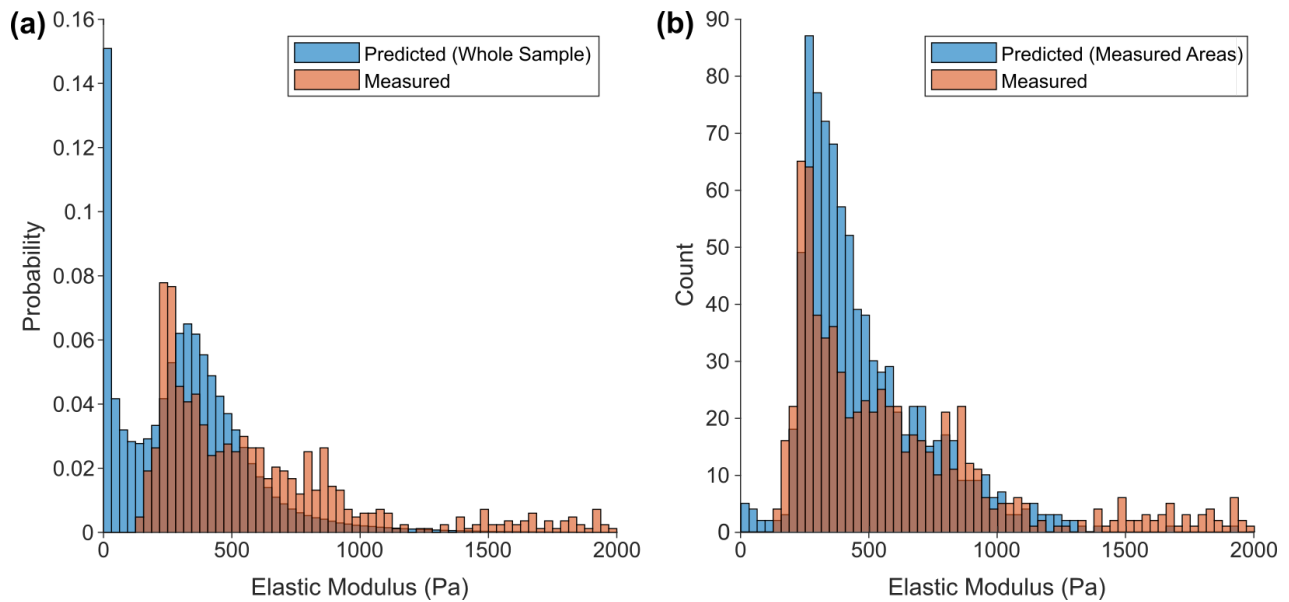 (a)
0.16
0.14
0.12
0.1
0.08
0.06
0.04
0.02
0
Probability
Predicted (Whole Sample)
Measured
0 500 1000 1500 2000
Elastic Modulus (Pa)
(b)
90
80
70
60
50
40
30
20
10
0
Count
Predicted (Measured Areas)
Measured
0 500 1000 1500 2000
Elastic Modulus (Pa)